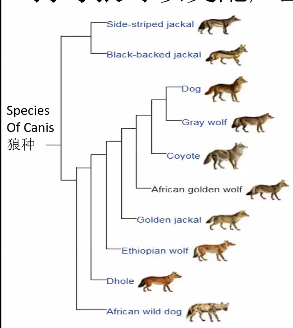 Side-striped jackal
Black-backed jackal
Dog
Gray wolf
Coyote
Species
Of Canis
狼种
African golden wolf
Golden jackal
Ethiopian wolf
Dhole
African wild dog